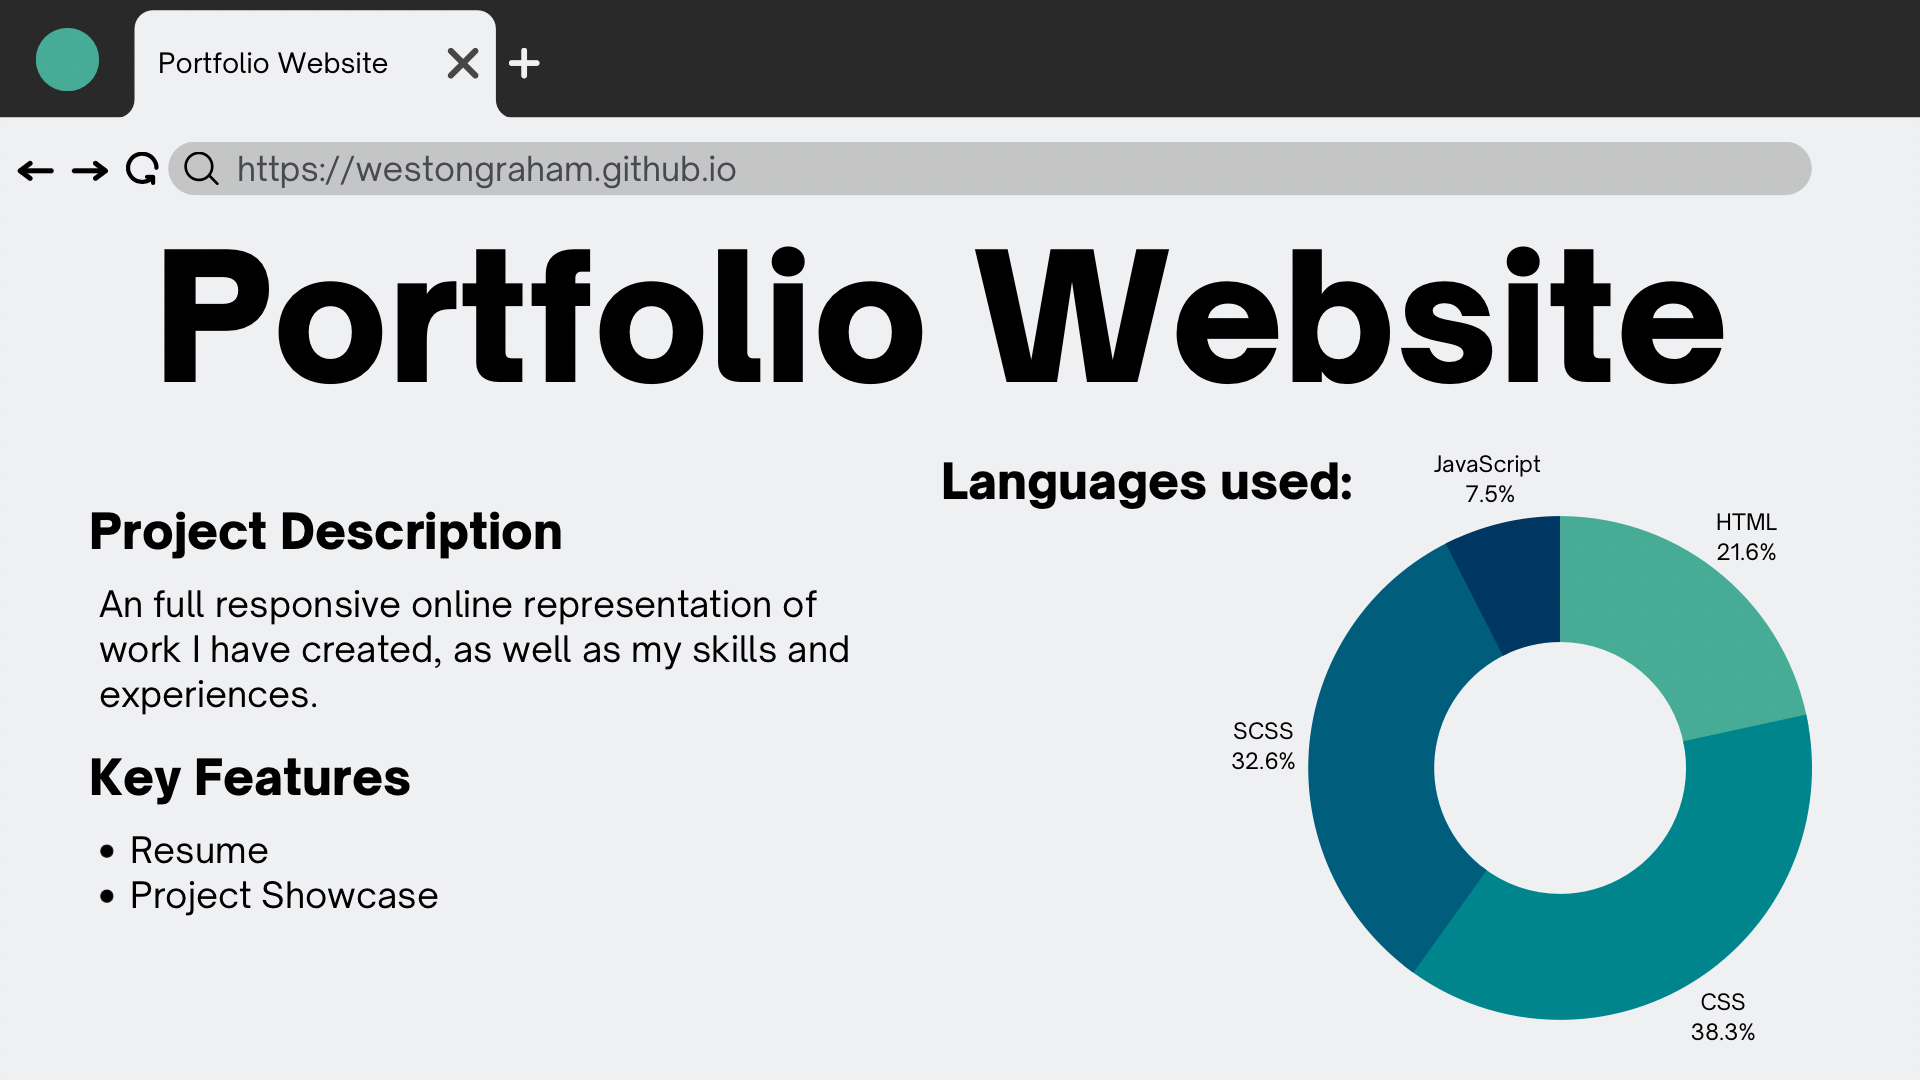 Portfolio Website
https://westongraham.github.io
Portfolio Website
Project Description
An full responsive online representation of
work I have created, as well as my skills and
experiences.
Key Features
• Resume
• Project Showcase
Languages used:
JavaScript
7.5%
HTML
21.6%
SCSS
32.6%
CSS
38.3%